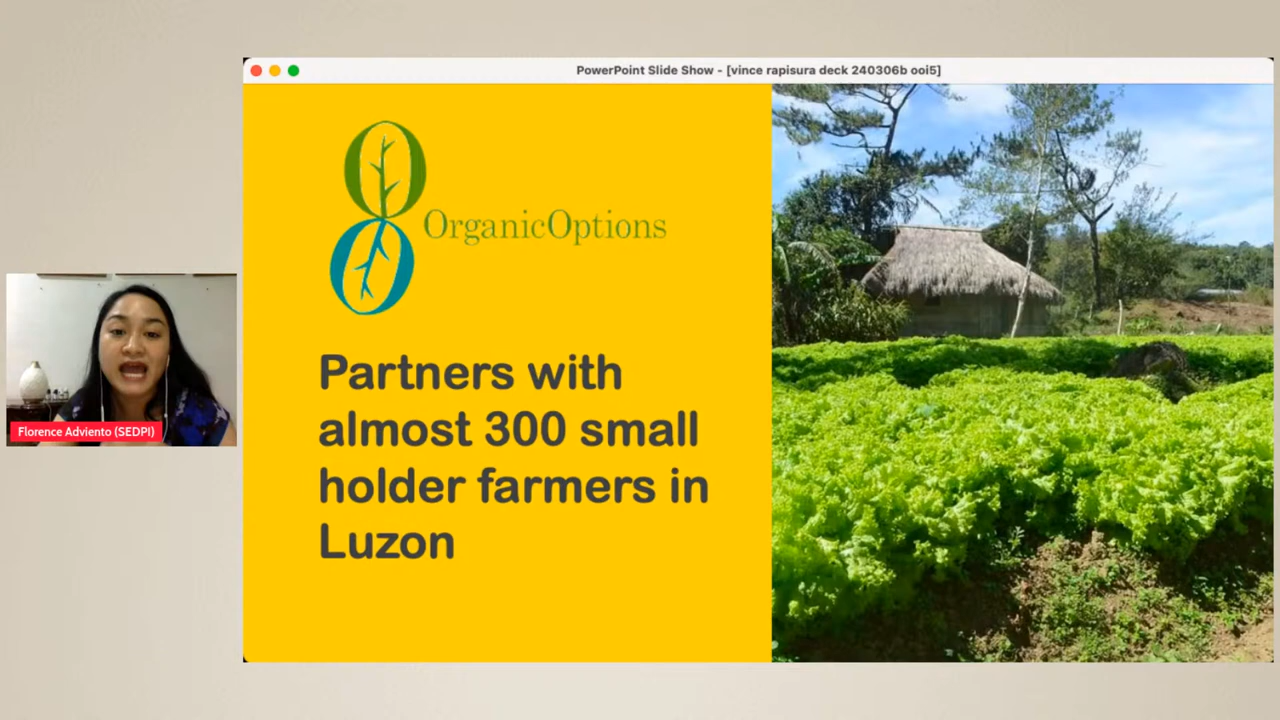 PowerPoint Slide Show - [vince rapisura deck 240306b ooi5]
OrganicOptions
Partners with
almost 300 small
holder farmers in
Luzon
Florence Adviento (SEDPI)